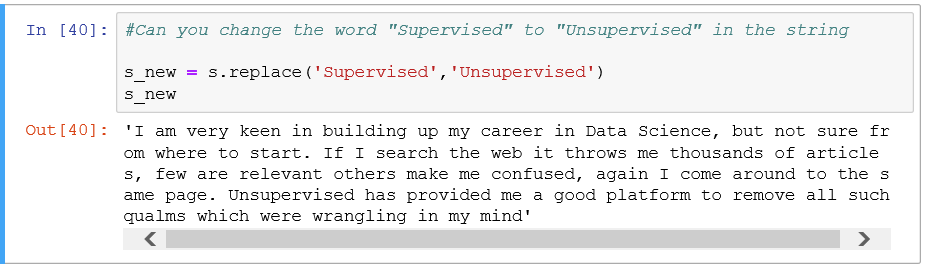 In [40]: #Can you change the word "Supervised" to "Unsupervised" in the string
s_new = s.replace('Supervised','Unsupervised')
s_new
Out[40]: 'I am very keen in building up my career in Data Science, but not sure fr
om where to start. If I search the web it throws me thousands of article
s, few are relevant others make me confused, again I come around to the s
ame page. Unsupervised has provided me a good platform to remove all such
qualms which were wrangling in my mind'